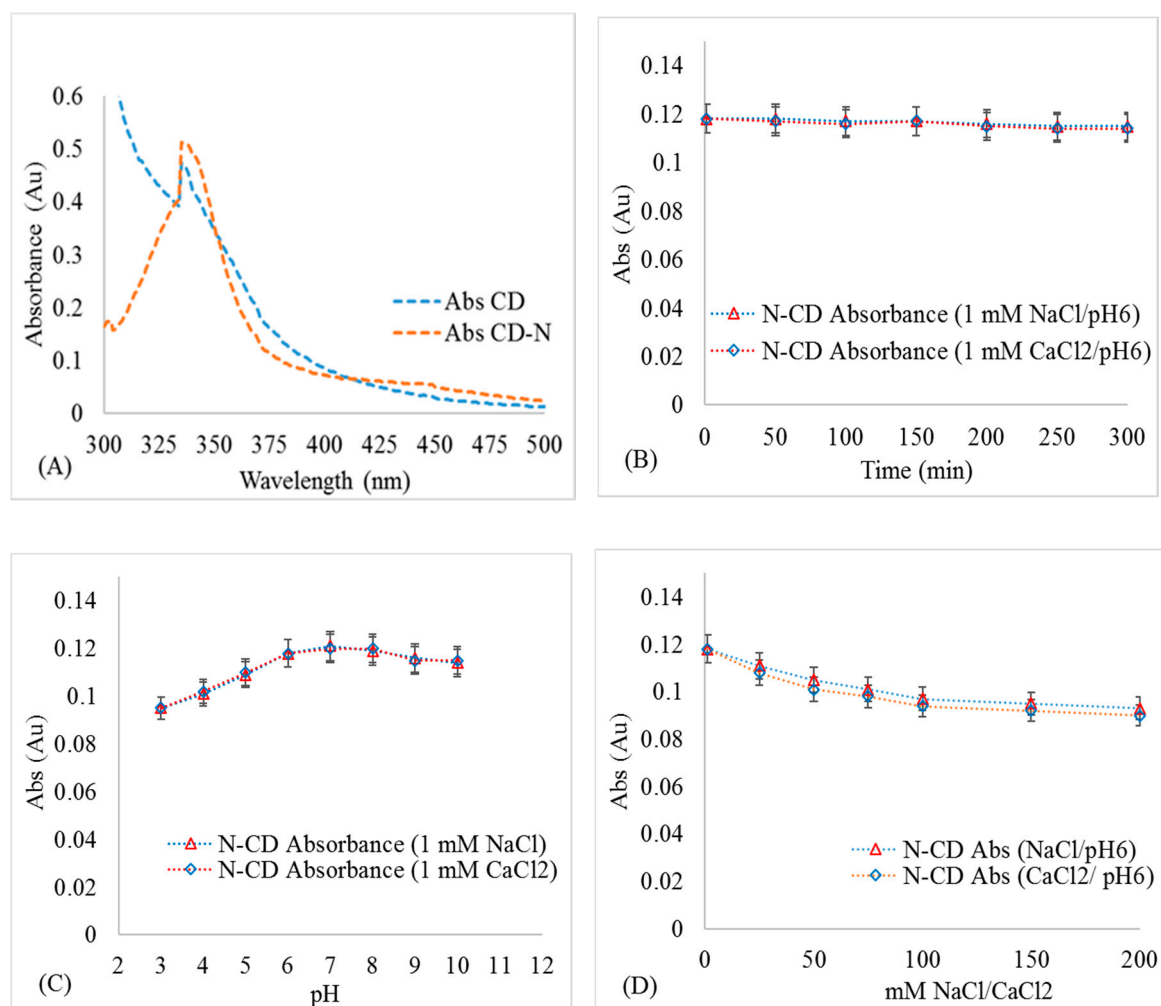 0.6
0.5
0.4
0.3
0.2
0.1
0
Absorbance (Au)
Abs CD
Abs CD-N
300 325 350 375 400 425 450 475 500
Wavelength (nm)
(A)
0.14
0.12
0.1
0.08
0.06
0.04
0.02
0
Abs (Au)
N-CD Absorbance (1 mM NaCl/pH6)
N-CD Absorbance (1 mM CaCl2/pH6)
0 50 100 150 200 250 300
Time (min)
(B)
0.14
0.12
0.1
0.08
0.06
0.04
0.02
0
Abs (Au)
N-CD Absorbance (1 mM NaCl)
N-CD Absorbance (1 mM CaCl2)
2 3 4 5 6 7 8 9 10 11 12
pH
(C)
0.14
0.12
0.1
0.08
0.06
0.04
0.02
0
Abs (Au)
N-CD Abs (NaCl/pH6)
N-CD Abs (CaCl2/ pH6)
0 50 100 150 200
mM NaCl/CaCl2
(D)